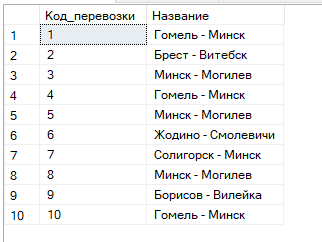 Код_перевозки Название
1 1 Гомель - Минск
2 2 Брест - Витебск
3 3 Минск - Могилев
4 4 Гомель - Минск
5 5 Минск - Могилев
6 6 Жодино - Смолевичи
7 7 Солигорск - Минск
8 8 Минск - Могилев
9 9 Борисов - Вилейка
10 10 Гомель - Минск